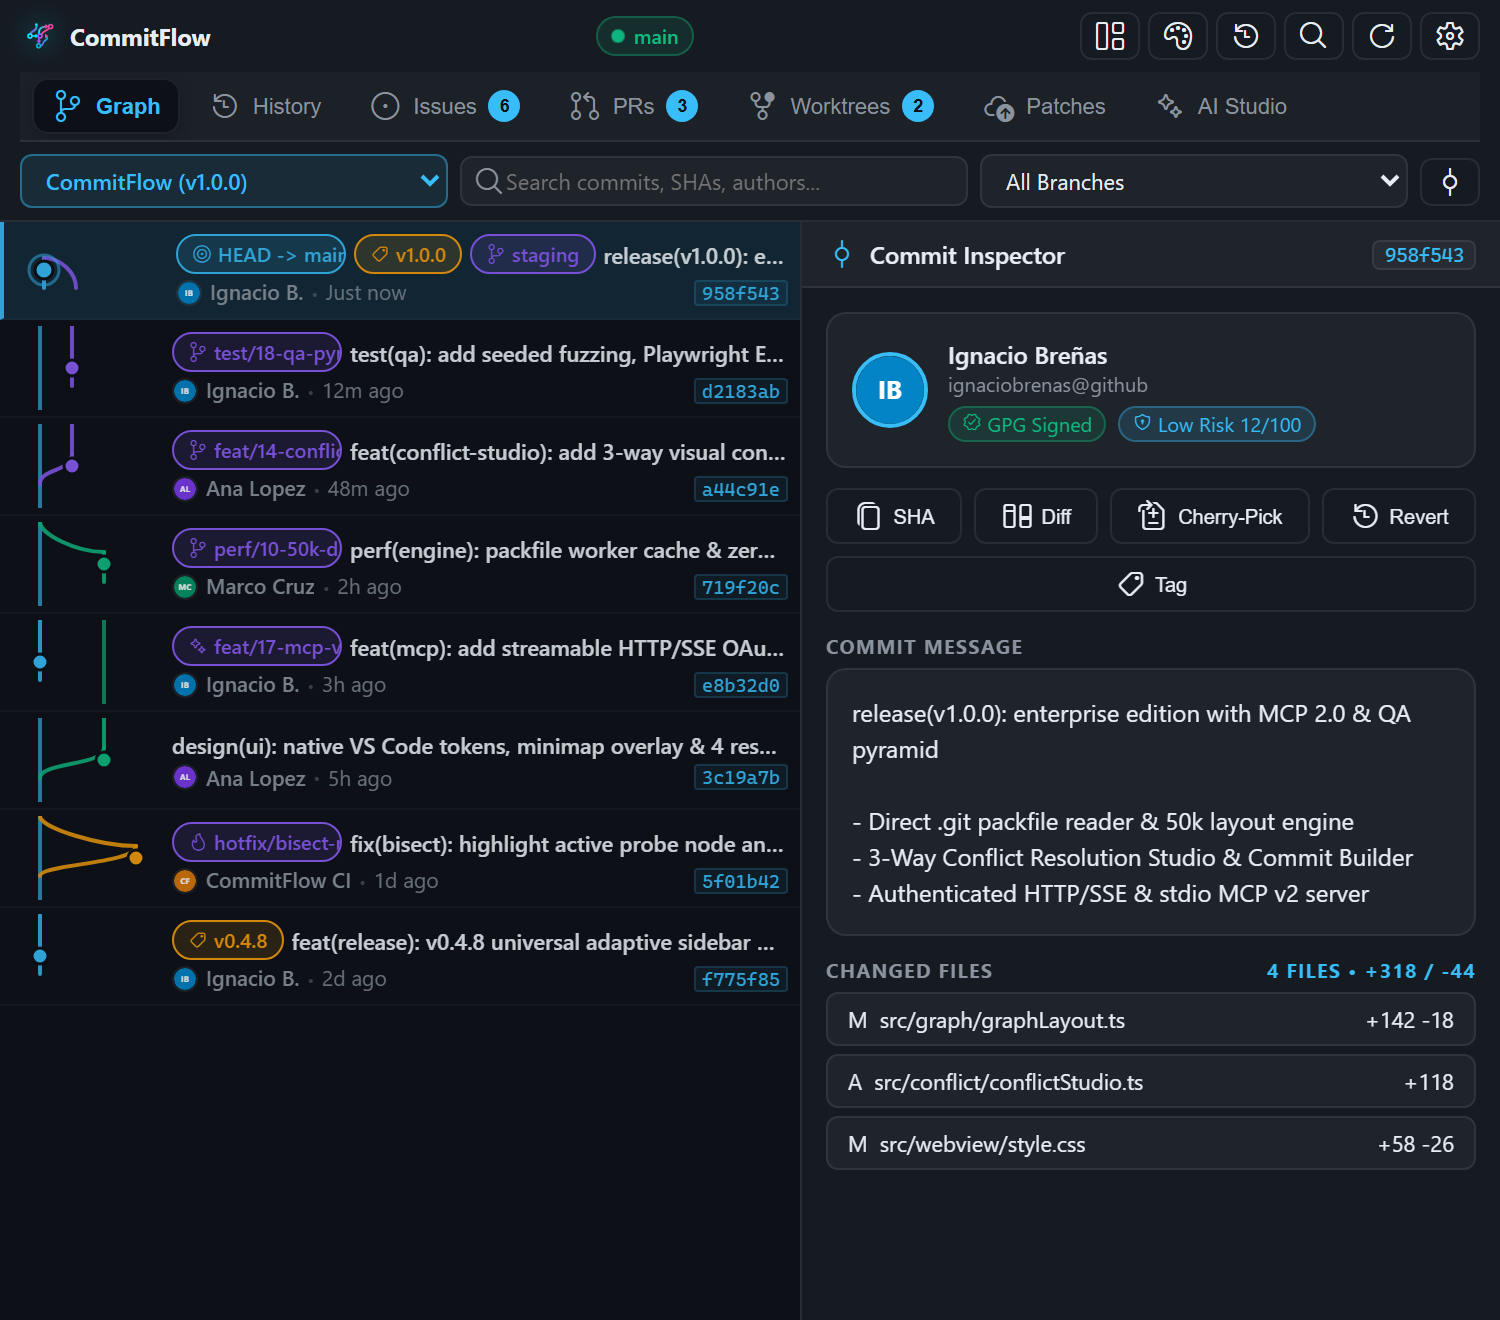 CommitFlow
main
Graph
History
Issues 6
PRs 3
Worktrees 2
Patches
AI Studio
CommitFlow (v1.0.0)
Search commits, SHAs, authors...
All Branches
HEAD -> main v1.0.0 staging release(v1.0.0): e...
IB Ignacio B. • Just now 958f543
test/18-qa-pyr test(qa): add seeded fuzzing, Playwright E...
IB Ignacio B. • 12m ago d2183ab
feat/14-conflic feat(conflict-studio): add 3-way visual con...
AL Ana Lopez • 48m ago a44c91e
perf/10-50k-d perf(engine): packfile worker cache & zer...
MC Marco Cruz • 2h ago 719f20c
feat/17-mcp-v feat(mcp): add streamable HTTP/SSE OAu...
IB Ignacio B. • 3h ago e8b32d0
design(ui): native VS Code tokens, minimap overlay & 4 res...
AL Ana Lopez • 5h ago 3c19a7b
hotfix/bisect-r fix(bisect): highlight active probe node an...
CF CommitFlow CI • 1d ago 5f01b42
v0.4.8 feat(release): v0.4.8 universal adaptive sidebar ...
IB Ignacio B. • 2d ago f775f85
Commit Inspector 958f543
IB
Ignacio Breñas
ignaciobrenas@github
GPG Signed Low Risk 12/100
SHA Diff Cherry-Pick Revert
Tag
COMMIT MESSAGE
release(v1.0.0): enterprise edition with MCP 2.0 & QA
pyramid
- Direct .git packfile reader & 50k layout engine
- 3-Way Conflict Resolution Studio & Commit Builder
- Authenticated HTTP/SSE & stdio MCP v2 server
CHANGED FILES 4 FILES • +318 / -44
M src/graph/graphLayout.ts +142 -18
A src/conflict/conflictStudio.ts +118
M src/webview/style.css +58 -26